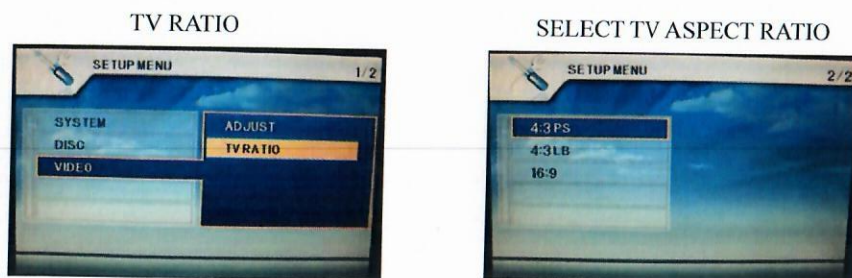 TV RATIO
SETUP MENU 1/2
SYSTEM
DISC
VIDEO
ADJUST
TV RATIO
SELECT TV ASPECT RATIO
SETUP MENU 2/2
4:3 PS
4:3 LB
16:9